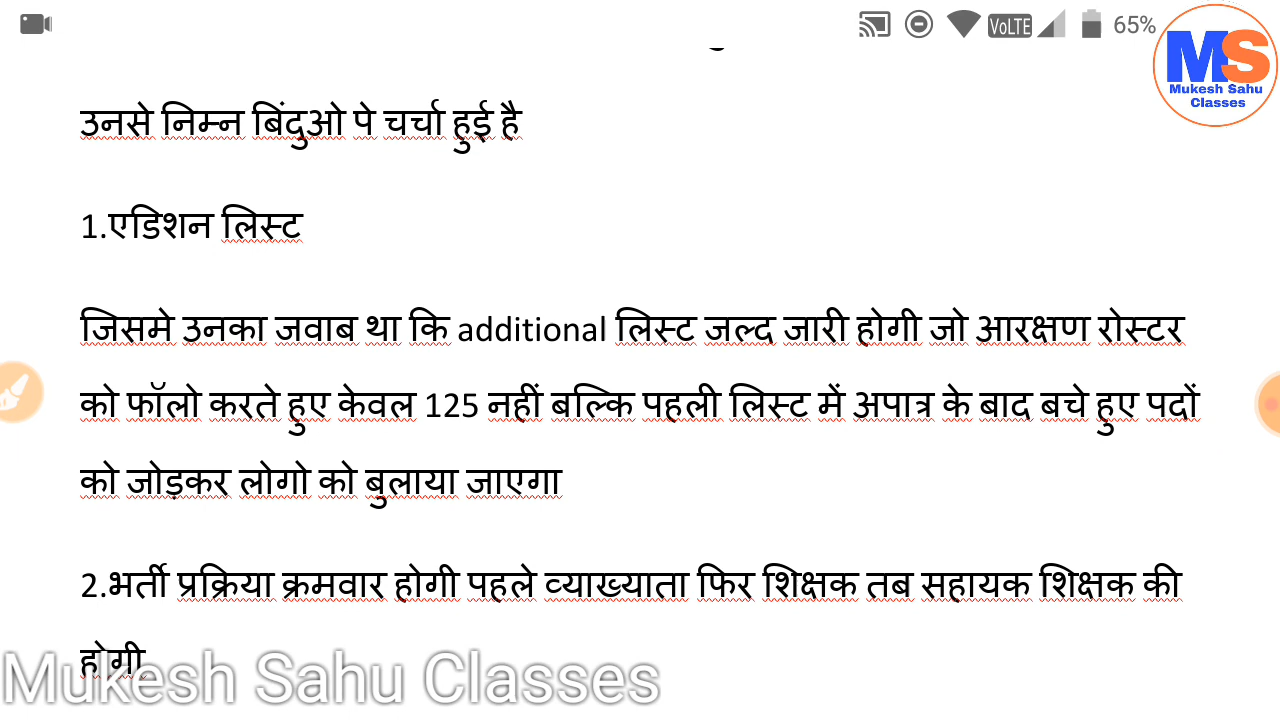 VoLTE 65%
MS
Mukesh Sahu
Classes
उनसे निम्न बिंदुओ पे चर्चा हुई है
1.एडिशन लिस्ट
जिसमे उनका जवाब था कि additional लिस्ट जल्द जारी होगी जो आरक्षण रोस्टर
को फॉलो करते हुए केवल 125 नहीं बल्कि पहली लिस्ट में अपात्र के बाद बचे हुए पदों
को जोड़कर लोगो को बुलाया जाएगा
2.भर्ती प्रक्रिया क्रमवार होगी पहले व्याख्याता फिर शिक्षक तब सहायक शिक्षक की
होगी
Mukesh Sahu Classes